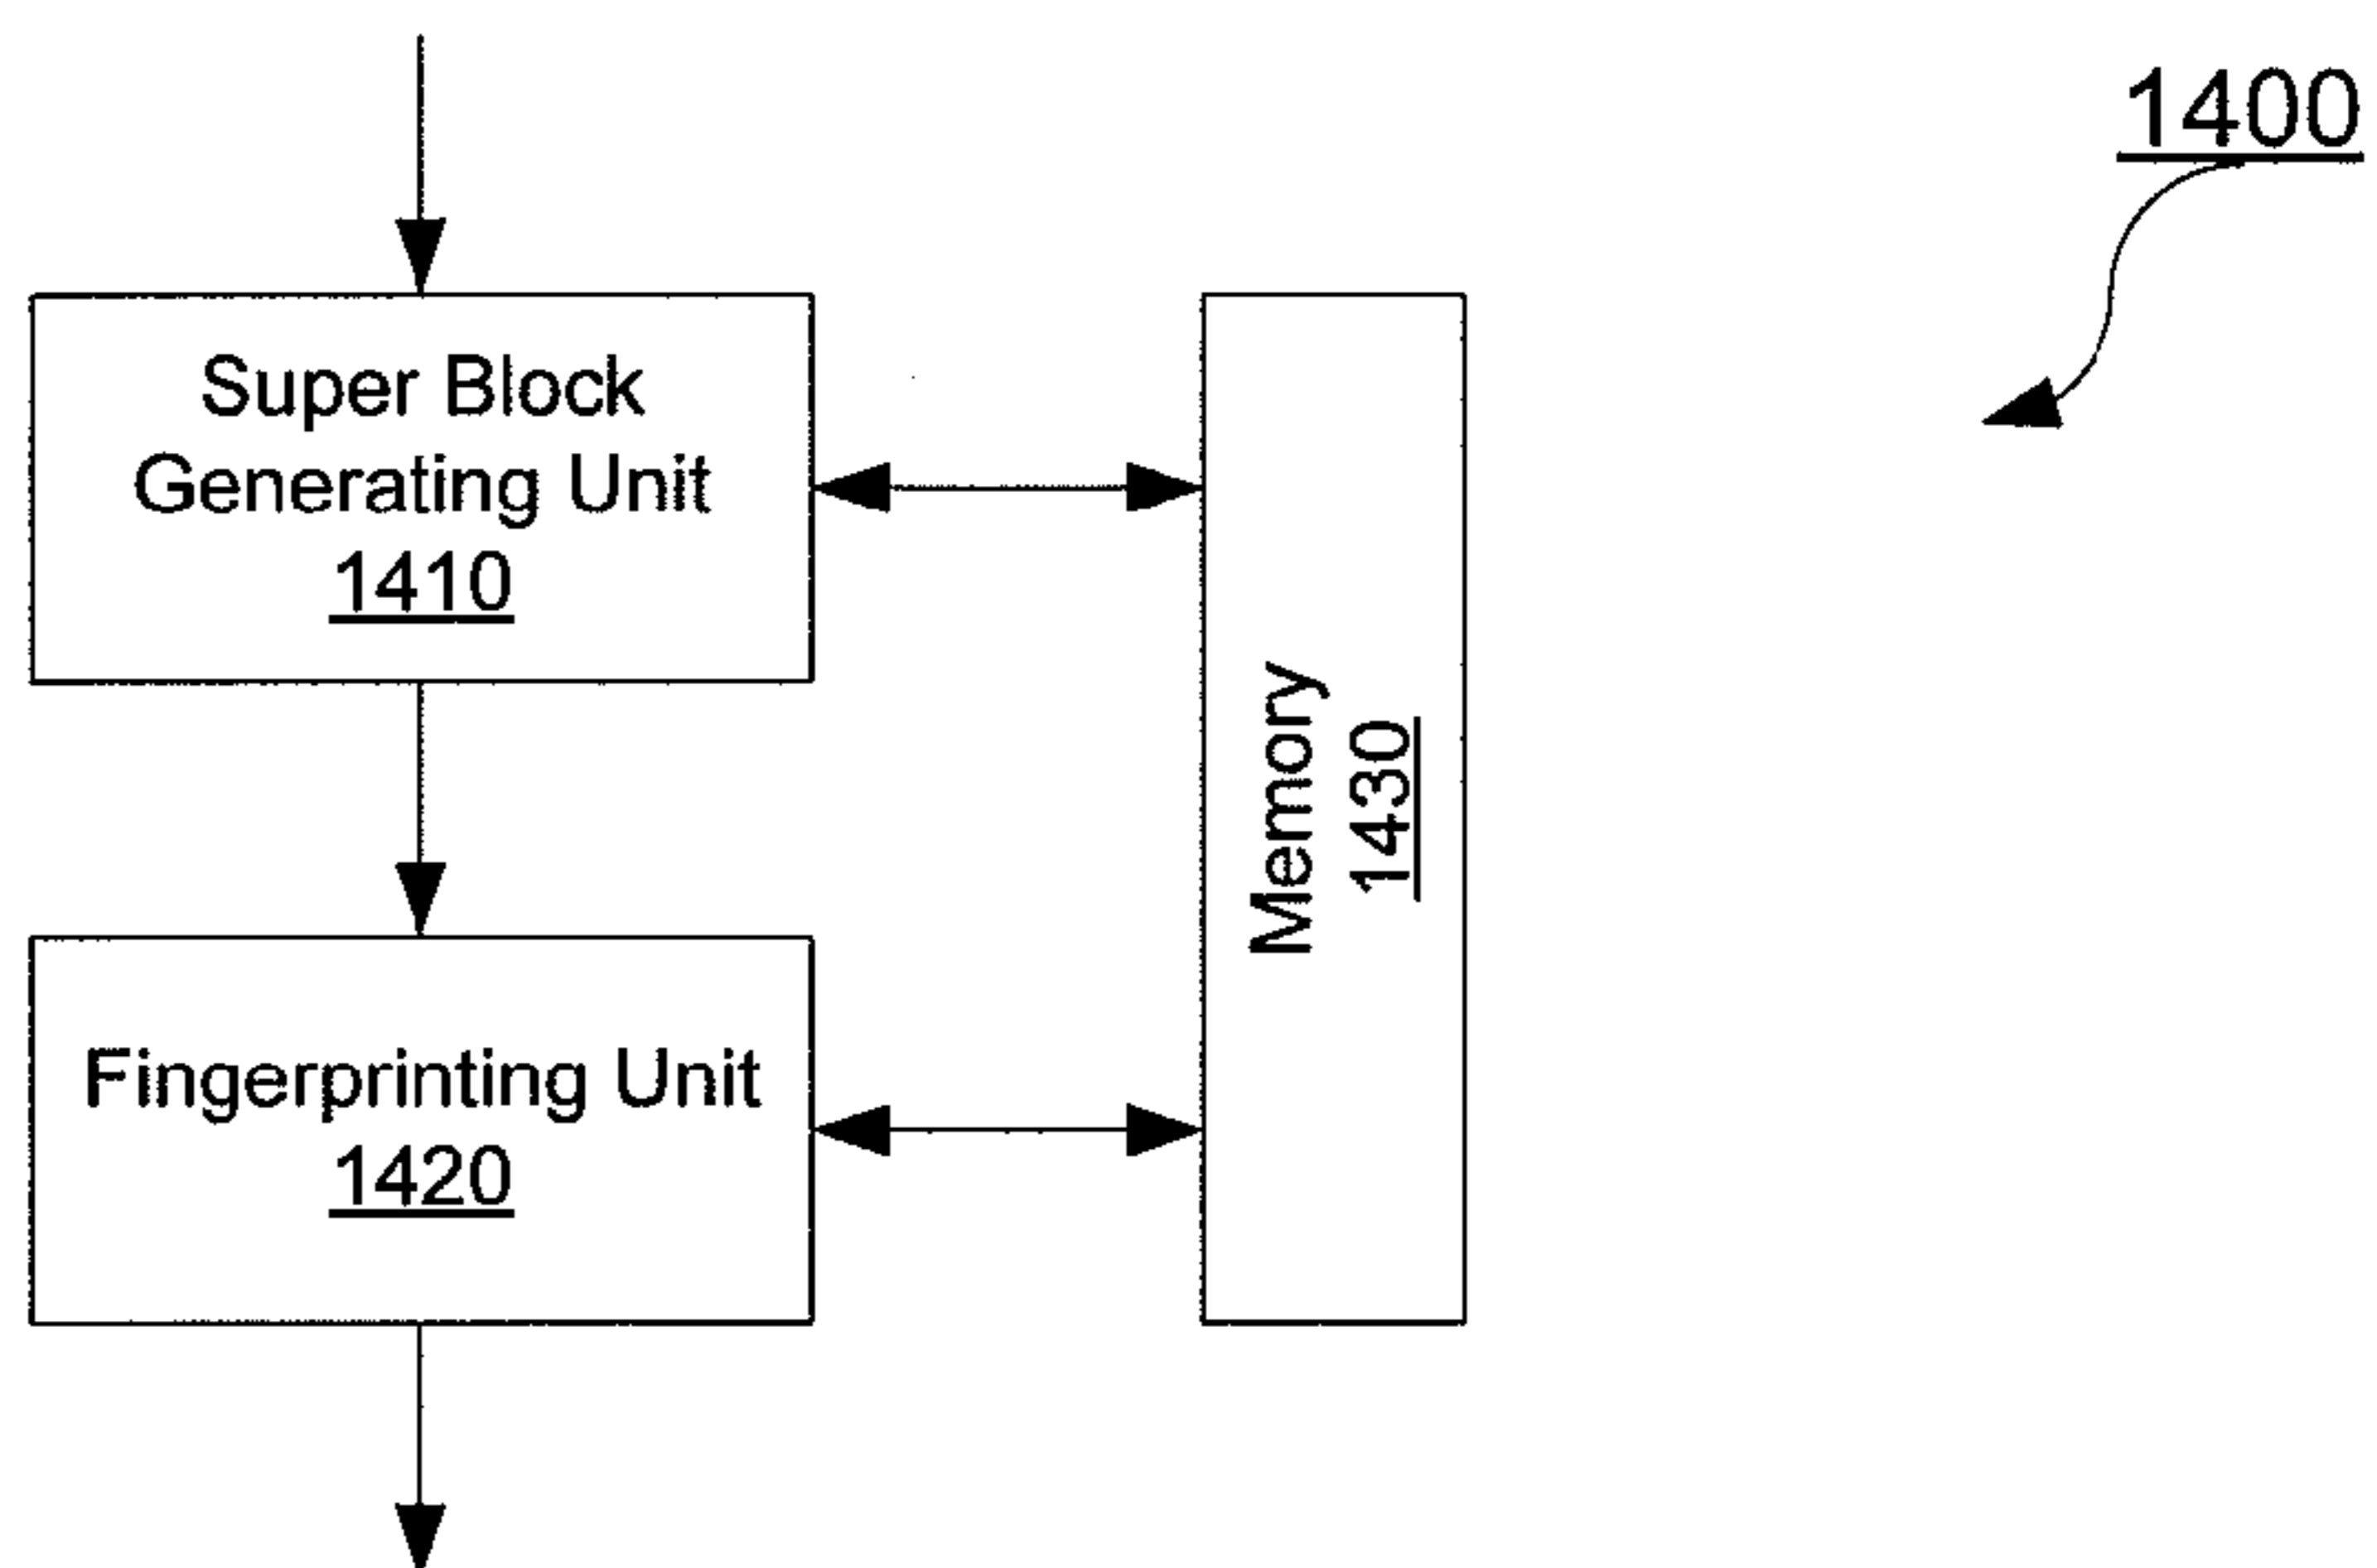 1400
Super Block
Generating Unit
1410
Memory
1430
Fingerprinting Unit
1420